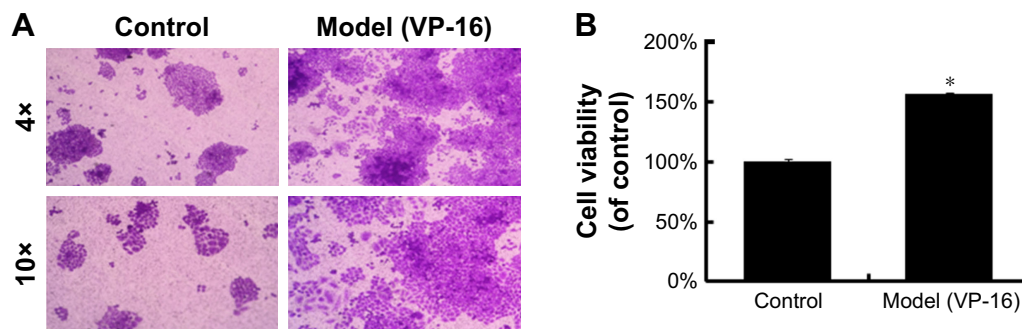 A
Control
Model (VP-16)
4×
10×
B
Cell viability
(of control)
200%
150%
100%
50%
0%
*
Control
Model (VP-16)